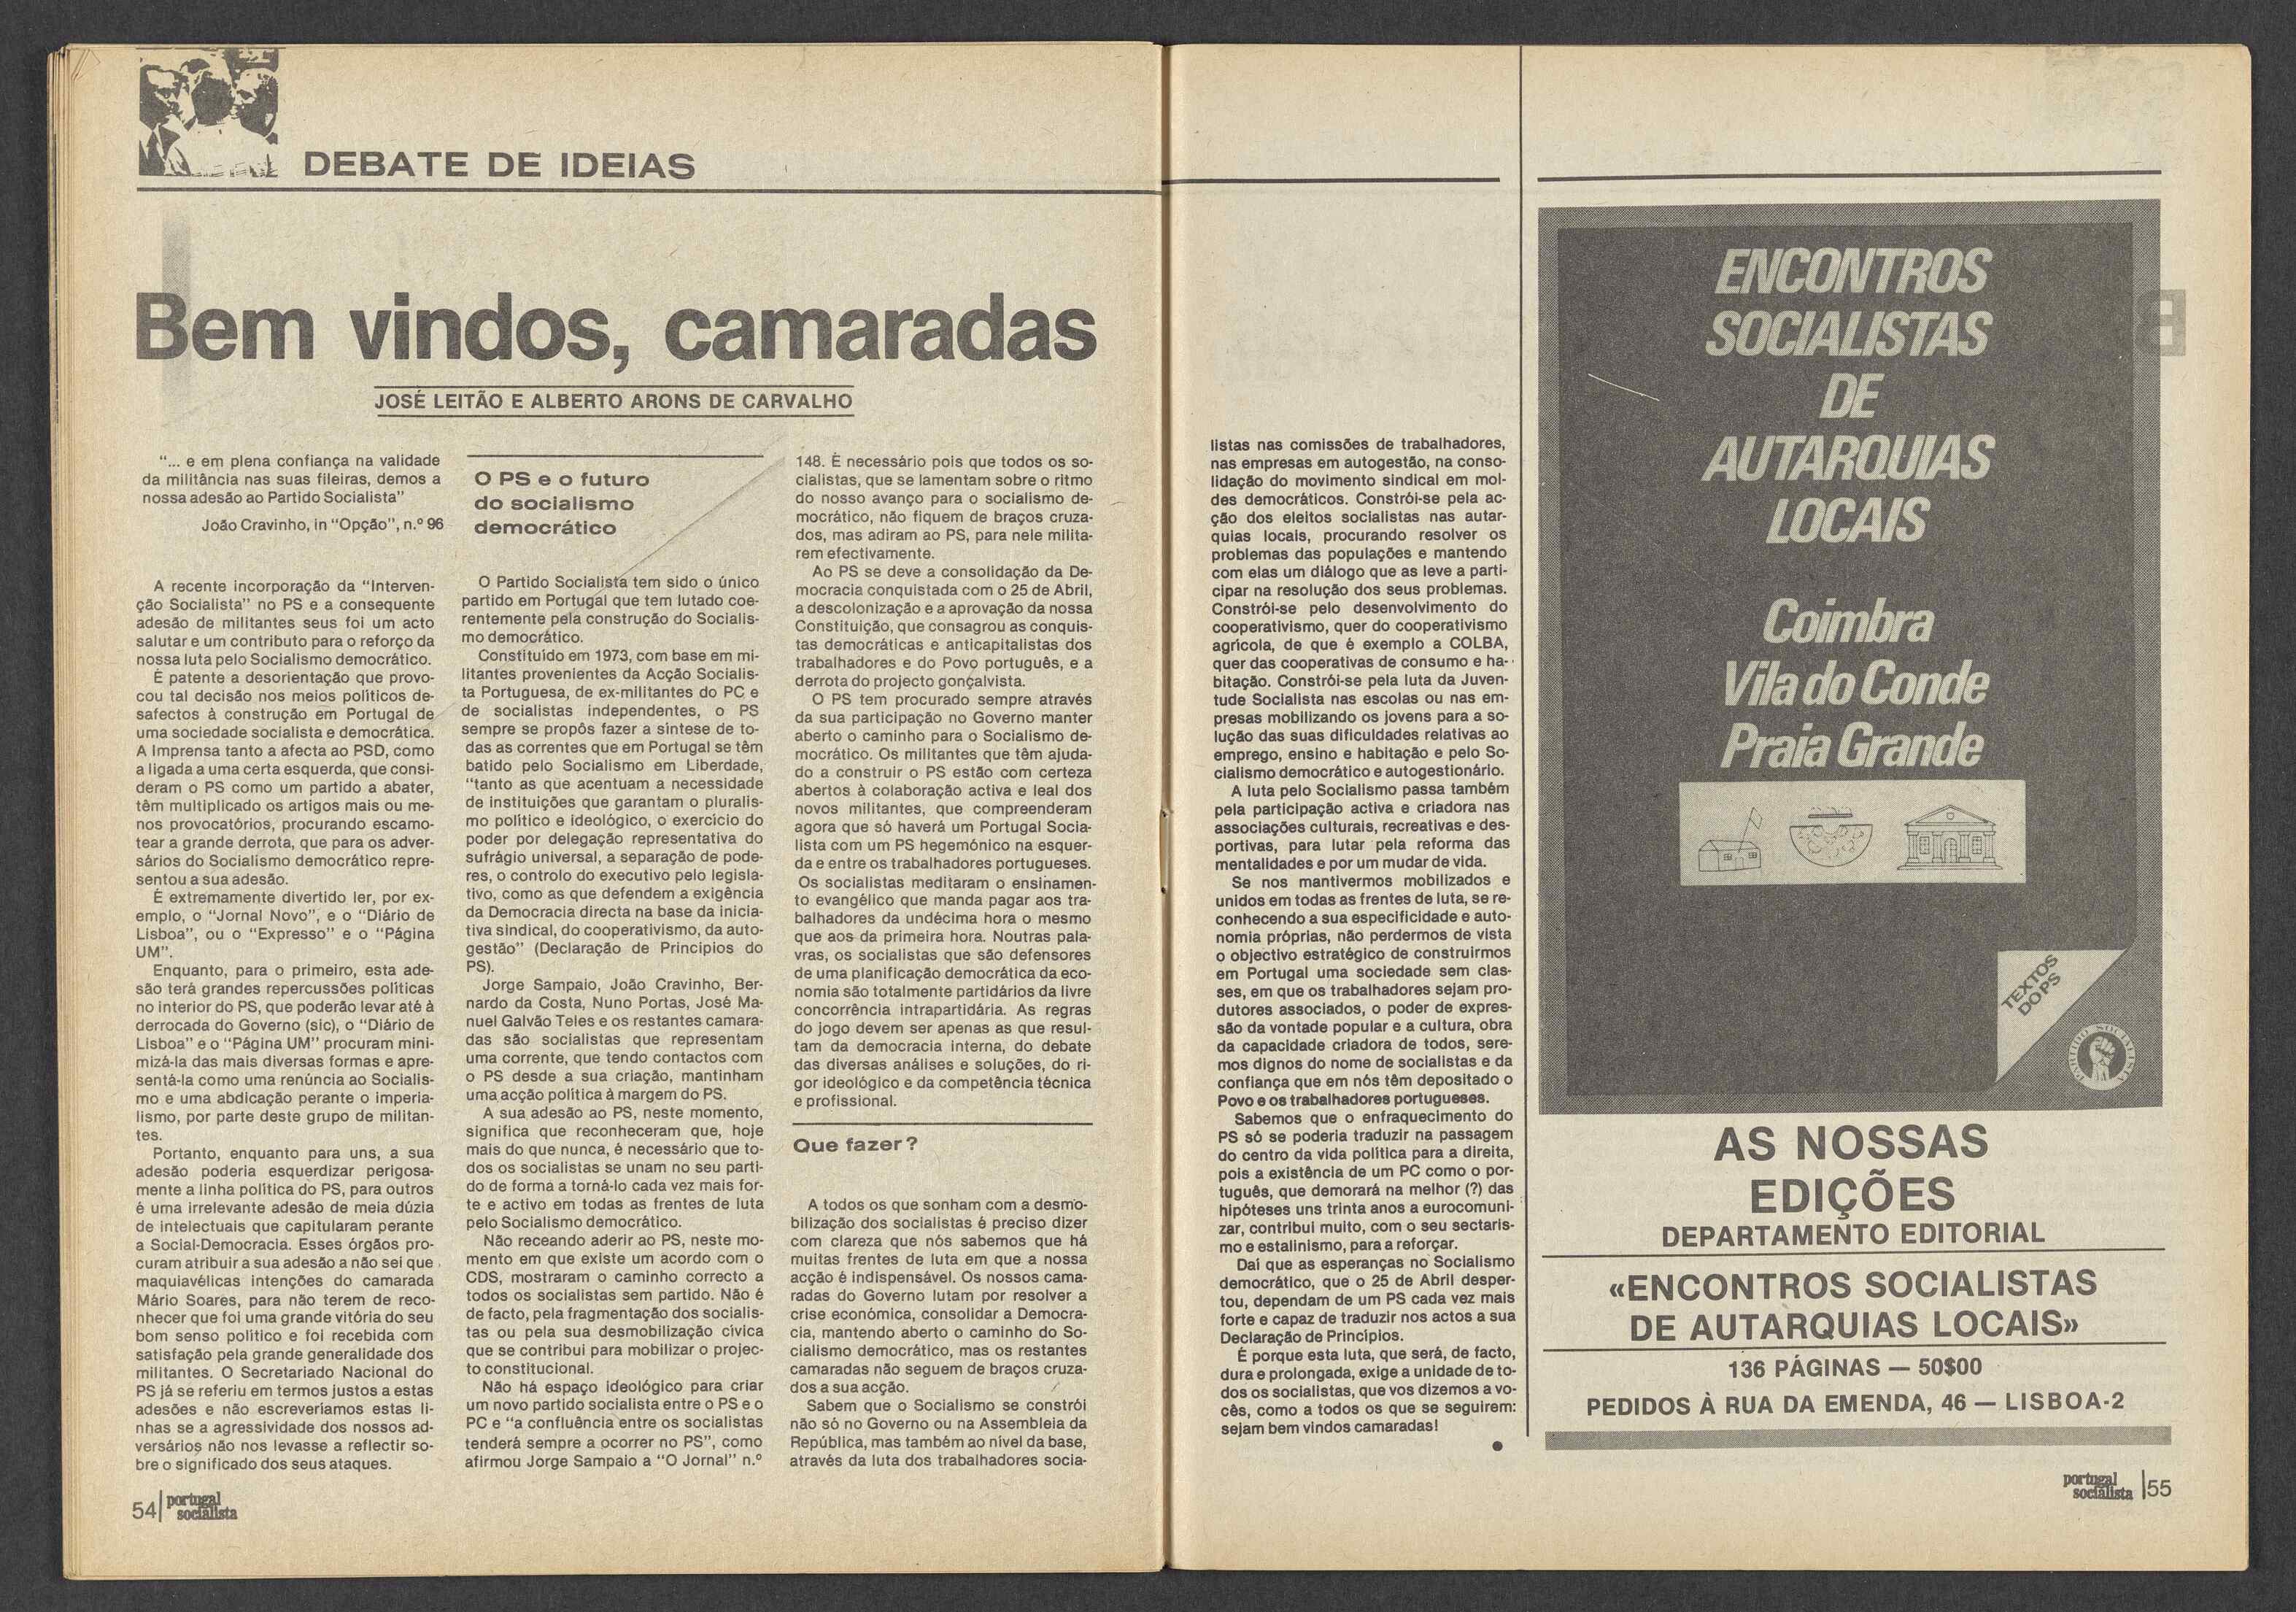 DEBATE DE IDEIAS
Bem vindos, camaradas
JOSÉ LEITÃO E ALBERTO ARONS DE CARVALHO
"... e em plena confiança na validade
da militância nas suas fileiras, demos a
nossa adesão ao Partido Socialista"
João Cravinho, in "Opção", n.º 96
A recente incorporação da "Interven-
ção Socialista" no PS e a consequente
adesão de militantes seus foi um acto
salutar e um contributo para o reforço da
nossa luta pelo Socialismo democrático.
É patente a desorientação que provo-
cou tal decisão nos meios políticos de-
safectos à construção em Portugal de
uma sociedade socialista e democrática.
A Imprensa tanto a afecta ao PSD, como
a ligada a uma certa esquerda, que consi-
deram o PS como um partido a abater,
têm multiplicado os artigos mais ou me-
nos provocatórios, procurando escamo-
tear a grande derrota, que para os adver-
sários do Socialismo democrático repre-
sentou a sua adesão.
É extremamente divertido ler, por ex-
emplo, o "Jornal Novo", e o "Diário de
Lisboa", ou o "Expresso" e o "Página
UM".
Enquanto, para o primeiro, esta ade-
são terá grandes repercussões políticas
no interior do PS, que poderão levar até à
derrocada do Governo (sic), o "Diário de
Lisboa" e o "Página UM" procuram mini-
mizá-la das mais diversas formas e apre-
sentá-la como uma renúncia ao Socialis-
mo e uma abdicação perante o imperia-
lismo, por parte deste grupo de militan-
tes.
Portanto, enquanto para uns, a sua
adesão poderia esquerdizar perigosa-
mente a linha política do PS, para outros
é uma irrelevante adesão de meia dúzia
de intelectuais que capitularam perante
a Social-Democracia. Esses órgãos pro-
curam atribuir a sua adesão a não sei que
maquiavélicas intenções do camarada
Mário Soares, para não terem de reco-
nhecer que foi uma grande vitória do seu
bom senso político e foi recebida com
satisfação pela grande generalidade dos
militantes. O Secretariado Nacional do
PS já se referiu em termos justos a estas
adesões e não escreveríamos estas li-
nhas se a agressividade dos nossos ad-
versários não nos levasse a reflectir so-
bre o significado dos seus ataques.
O PS e o futuro
do socialismo
democrático
O Partido Socialista tem sido o único
partido em Portugal que tem lutado coe-
rentemente pela construção do Socialis-
mo democrático.
Constituído em 1973, com base em mi-
litantes provenientes da Acção Socialis-
ta Portuguesa, de ex-militantes do PC e
de socialistas independentes, o PS
sempre se propôs fazer a síntese de to-
das as correntes que em Portugal se têm
batido pelo Socialismo em Liberdade,
"tanto as que acentuam a necessidade
de instituições que garantam o pluralis-
mo político e ideológico, o exercício do
poder por delegação representativa do
sufrágio universal, a separação de pode-
res, o controlo do executivo pelo legisla-
tivo, como as que defendem a exigência
da Democracia directa na base da inicia-
tiva sindical, do cooperativismo, da auto-
gestão" (Declaração de Princípios do
PS).
Jorge Sampaio, João Cravinho, Ber-
nardo da Costa, Nuno Portas, José Ma-
nuel Galvão Teles e os restantes camara-
das são socialistas que representam
uma corrente, que tendo contactos com
o PS desde a sua criação, mantinham
uma acção política à margem do PS.
A sua adesão ao PS, neste momento,
significa que reconheceram que, hoje
mais do que nunca, é necessário que to-
dos os socialistas se unam no seu parti-
do de forma a torná-lo cada vez mais for-
te e activo em todas as frentes de luta
pelo Socialismo democrático.
Não receando aderir ao PS, neste mo-
mento em que existe um acordo com o
CDS, mostraram o caminho correcto a
todos os socialistas sem partido. Não é
de facto, pela fragmentação dos socialis-
tas ou pela sua desmobilização cívica
que se contribui para mobilizar o projec-
to constitucional.
Não há espaço ideológico para criar
um novo partido socialista entre o PS e o
PC e "a confluência entre os socialistas
tenderá sempre a ocorrer no PS", como
afirmou Jorge Sampaio a "O Jornal" n.º
148. É necessário pois que todos os so-
cialistas, que se lamentam sobre o ritmo
do nosso avanço para o socialismo de-
mocrático, não fiquem de braços cruza-
dos, mas adiram ao PS, para nele milita-
rem efectivamente.
Ao PS se deve a consolidação da De-
mocracia conquistada com o 25 de Abril,
a descolonização e a aprovação da nossa
Constituição, que consagrou as conquis-
tas democráticas e anticapitalistas dos
trabalhadores e do Povo português, e a
derrota do projecto gonçalvista.
O PS tem procurado sempre através
da sua participação no Governo manter
aberto o caminho para o Socialismo de-
mocrático. Os militantes que têm ajuda-
do a construir o PS estão com certeza
abertos à colaboração activa e leal dos
novos militantes, que compreenderam
agora que só haverá um Portugal Socia-
lista com um PS hegemónico na esquer-
da e entre os trabalhadores portugueses.
Os socialistas meditaram o ensinamen-
to evangélico que manda pagar aos tra-
balhadores da undécima hora o mesmo
que aos da primeira hora. Noutras pala-
vras, os socialistas que são defensores
de uma planificação democrática da eco-
nomia são totalmente partidários da livre
concorrência intrapartidária. As regras
do jogo devem ser apenas as que resul-
tam da democracia interna, do debate
das diversas análises e soluções, do ri-
gor ideológico e da competência técnica
e profissional.
Que fazer?
A todos os que sonham com a desmo-
bilização dos socialistas é preciso dizer
com clareza que nós sabemos que há
muitas frentes de luta em que a nossa
acção é indispensável. Os nossos cama-
radas do Governo lutam por resolver a
crise económica, consolidar a Democra-
cia, mantendo aberto o caminho do So-
cialismo democrático, mas os restantes
camaradas não seguem de braços cruza-
dos a sua acção.
Sabem que o Socialismo se constrói
não só no Governo ou na Assembleia da
República, mas também ao nível da base,
através da luta dos trabalhadores socia-
54 portugal
socialista
listas nas comissões de trabalhadores,
nas empresas em autogestão, na conso-
lidação do movimento sindical em mol-
des democráticos. Constrói-se pela ac-
ção dos eleitos socialistas nas autar-
quias locais, procurando resolver os
problemas das populações e mantendo
com elas um diálogo que as leve a parti-
cipar na resolução dos seus problemas.
Constrói-se pelo desenvolvimento do
cooperativismo, quer do cooperativismo
agrícola, de que é exemplo a COLBA,
quer das cooperativas de consumo e ha-
bitação. Constrói-se pela luta da Juven-
tude Socialista nas escolas ou nas em-
presas mobilizando os jovens para a so-
lução das suas dificuldades relativas ao
emprego, ensino e habitação e pelo So-
cialismo democrático e autogestionário.
A luta pelo Socialismo passa também
pela participação activa e criadora nas
associações culturais, recreativas e des-
portivas, para lutar pela reforma das
mentalidades e por um mudar de vida.
Se nos mantivermos mobilizados e
unidos em todas as frentes de luta, se re-
conhecendo a sua especificidade e auto-
nomia próprias, não perdermos de vista
o objectivo estratégico de construirmos
em Portugal uma sociedade sem clas-
ses, em que os trabalhadores sejam pro-
dutores associados, o poder de expres-
são da vontade popular e a cultura, obra
da capacidade criadora de todos, sere-
mos dignos do nome de socialistas e da
confiança que em nós têm depositado o
Povo e os trabalhadores portugueses.
Sabemos que o enfraquecimento do
PS só se poderia traduzir na passagem
do centro da vida política para a direita,
pois a existência de um PC como o por-
tuguês, que demorará na melhor (?) das
hipóteses uns trinta anos a eurocomuni-
zar, contribui muito, com o seu sectaris-
mo e estalinismo, para a reforçar.
Daí que as esperanças no Socialismo
democrático, que o 25 de Abril desper-
tou, dependam de um PS cada vez mais
forte e capaz de traduzir nos actos a sua
Declaração de Princípios.
É porque esta luta, que será, de facto,
dura e prolongada, exige a unidade de to-
dos os socialistas, que vos dizemos a vo-
cês, como a todos os que se seguirem:
sejam bem vindos camaradas!
ENCONTROS
SOCIALISTAS
DE
AUTARQUIAS
LOCAIS
Coimbra
Vila do Conde
Praia Grande
TEXTOS
DO PS
PARTIDO SOCIALISTA
AS NOSSAS
EDIÇÕES
DEPARTAMENTO EDITORIAL
«ENCONTROS SOCIALISTAS
DE AUTARQUIAS LOCAIS»
136 PÁGINAS — 50$00
PEDIDOS À RUA DA EMENDA, 46 — LISBOA-2
portugal
socialista 55